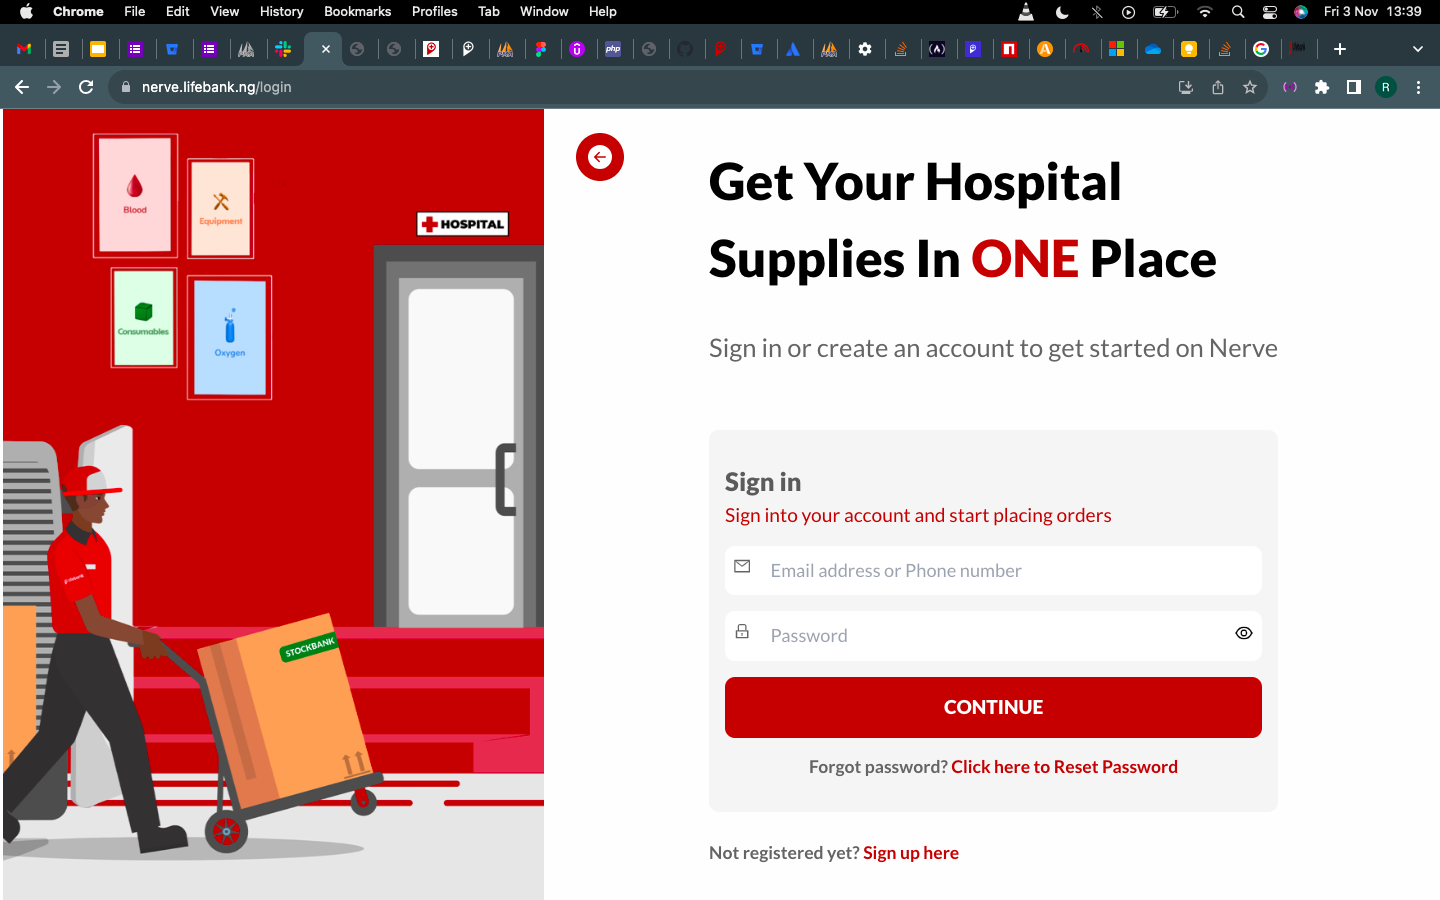 Chrome File Edit View History Bookmarks Profiles Tab Window Help Fri 3 Nov 13:39
php
nerve.lifebank.ng/login
R
Blood
Equipment
Consumables
Oxygen
HOSPITAL
STOCKBANK
Get Your Hospital
Supplies In ONE Place
Sign in or create an account to get started on Nerve
Sign in
Sign into your account and start placing orders
Email address or Phone number
Password
CONTINUE
Forgot password? Click here to Reset Password
Not registered yet? Sign up here